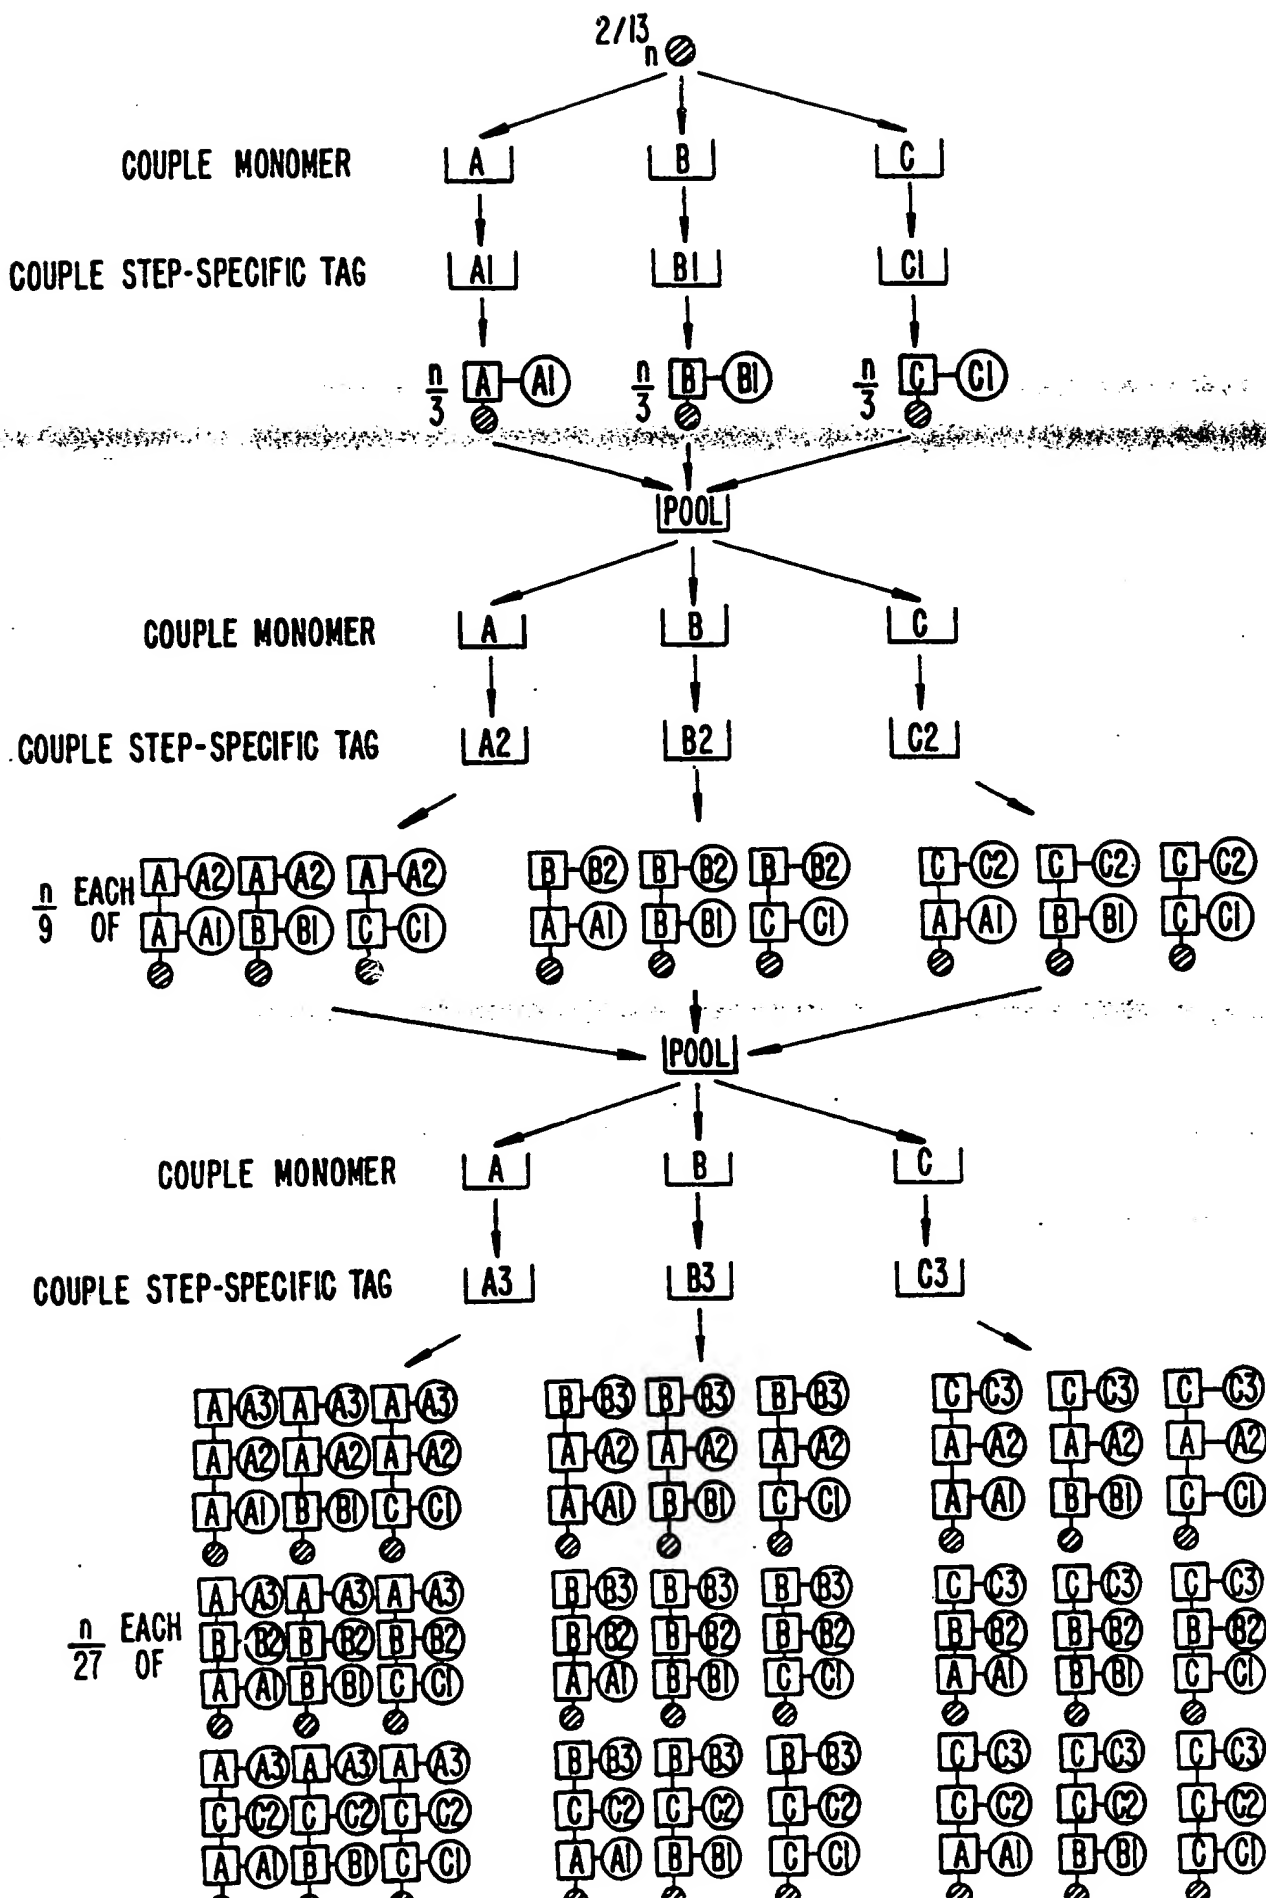 2/13
n
COUPLE MONOMER A B C
COUPLE STEP-SPECIFIC TAG A1 B1 C1
n/3 A A1 n/3 B B1 n/3 C C1
POOL
COUPLE MONOMER A B C
COUPLE STEP-SPECIFIC TAG A2 B2 C2
A A2 A A2 A A2 B B2 B B2 B B2 C C2 C C2 C C2
n/9 EACH OF
A A1 B B1 C C1 A A1 B B1 C C1 A A1 B B1 C C1
POOL
COUPLE MONOMER A B C
COUPLE STEP-SPECIFIC TAG A3 B3 C3
A A3 A A3 A A3 B B3 B B3 B B3 C C3 C C3 C C3
A A2 A A2 A A2 A A2 A A2 A A2 A A2 A A2 A A2
A A1 B B1 C C1 A A1 B B1 C C1 A A1 B B1 C C1
A A3 A A3 A A3 B B3 B B3 B B3 C C3 C C3 C C3
n/27 EACH OF
B B2 B B2 B B2 B B2 B B2 B B2 B B2 B B2 B B2
A A1 B B1 C C1 A A1 B B1 C C1 A A1 B B1 C C1
A A3 A A3 A A3 B B3 B B3 B B3 C C3 C C3 C C3
C C2 C C2 C C2 C C2 C C2 C C2 C C2 C C2 C C2
A A1 B B1 C C1 A A1 B B1 C C1 A A1 B B1 C C1